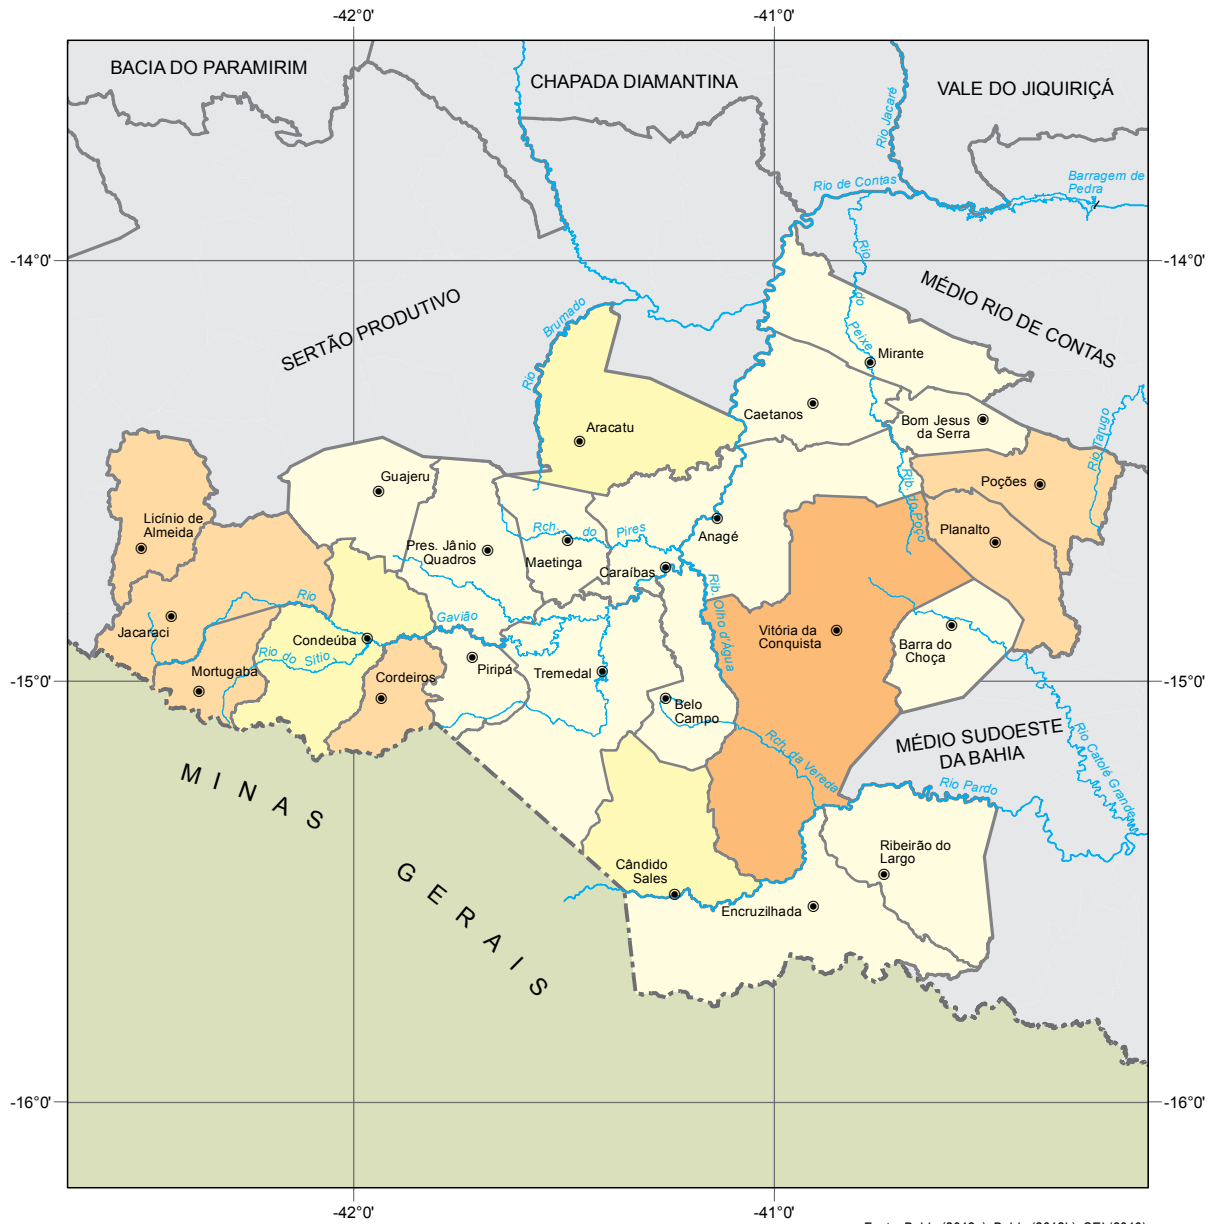 -42°0'
-41°0'
BACIA DO PARAMIRIM
CHAPADA DIAMANTINA
VALE DO JIQUIRIÇÁ
Rio Jacaré
Rio de Contas
Barragem de
Pedra
-14°0'
-14°0'
SERTÃO PRODUTIVO
MÉDIO RIO DE CONTAS
Rio Brumado
Rio do Peixe
Mirante
Caetanos
Bom Jesus
da Serra
Aracatu
Rio Tarugo
Guajeru
Poções
Rib. do Poço
Licínio de
Almeida
Rch. do Pires
Anagé
Planalto
Pres. Jânio
Quadros
Maetinga
Caraíbas
Rib. Olho d'Água
Rio Gavião
Jacaraci
Condeúba
Vitória da
Conquista
Barra do
Choça
Rio do Sítio
Mortugaba
Cordeiros
Piripá
Tremedal
-15°0'
-15°0'
Belo
Campo
MÉDIO SUDOESTE
DA BAHIA
Rch. da Vereda
Rio Catolé Grande
Rio Pardo
MINAS GERAIS
Cândido
Sales
Ribeirão do
Largo
Encruzilhada
-16°0'
-16°0'
-42°0'
-41°0'